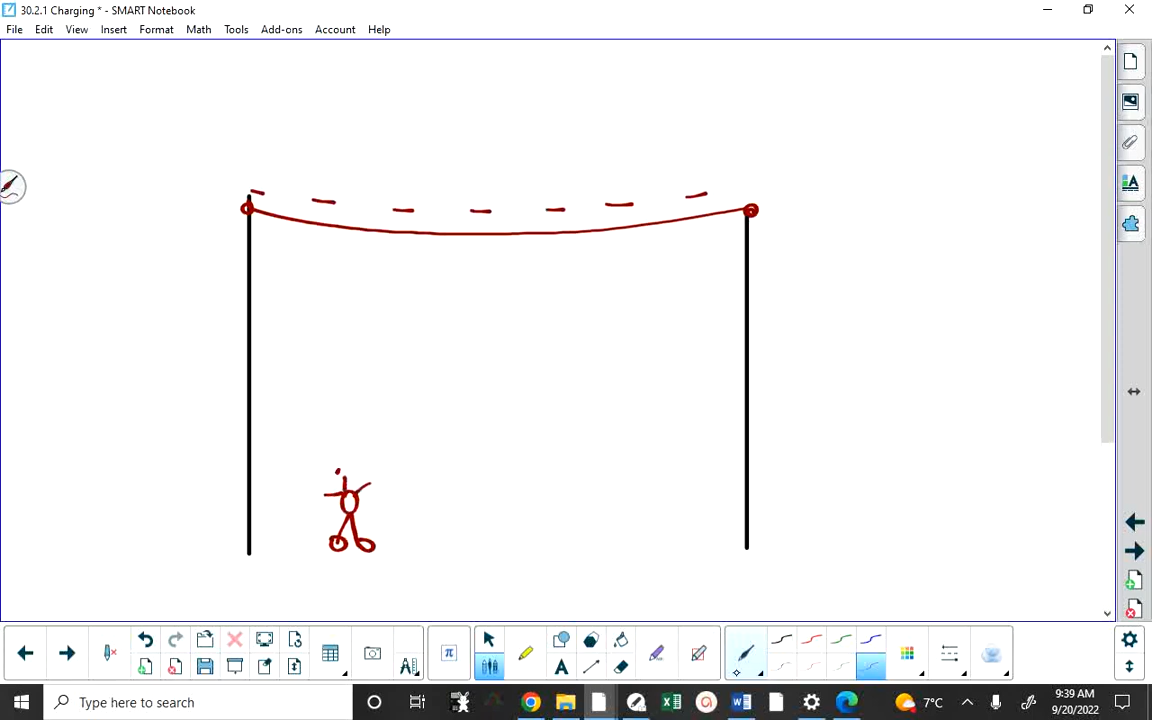 30.2.1 Charging * - SMART Notebook
File Edit View Insert Format Math Tools Add-ons Account Help
Type here to search
7°C
9:39 AM
9/20/2022